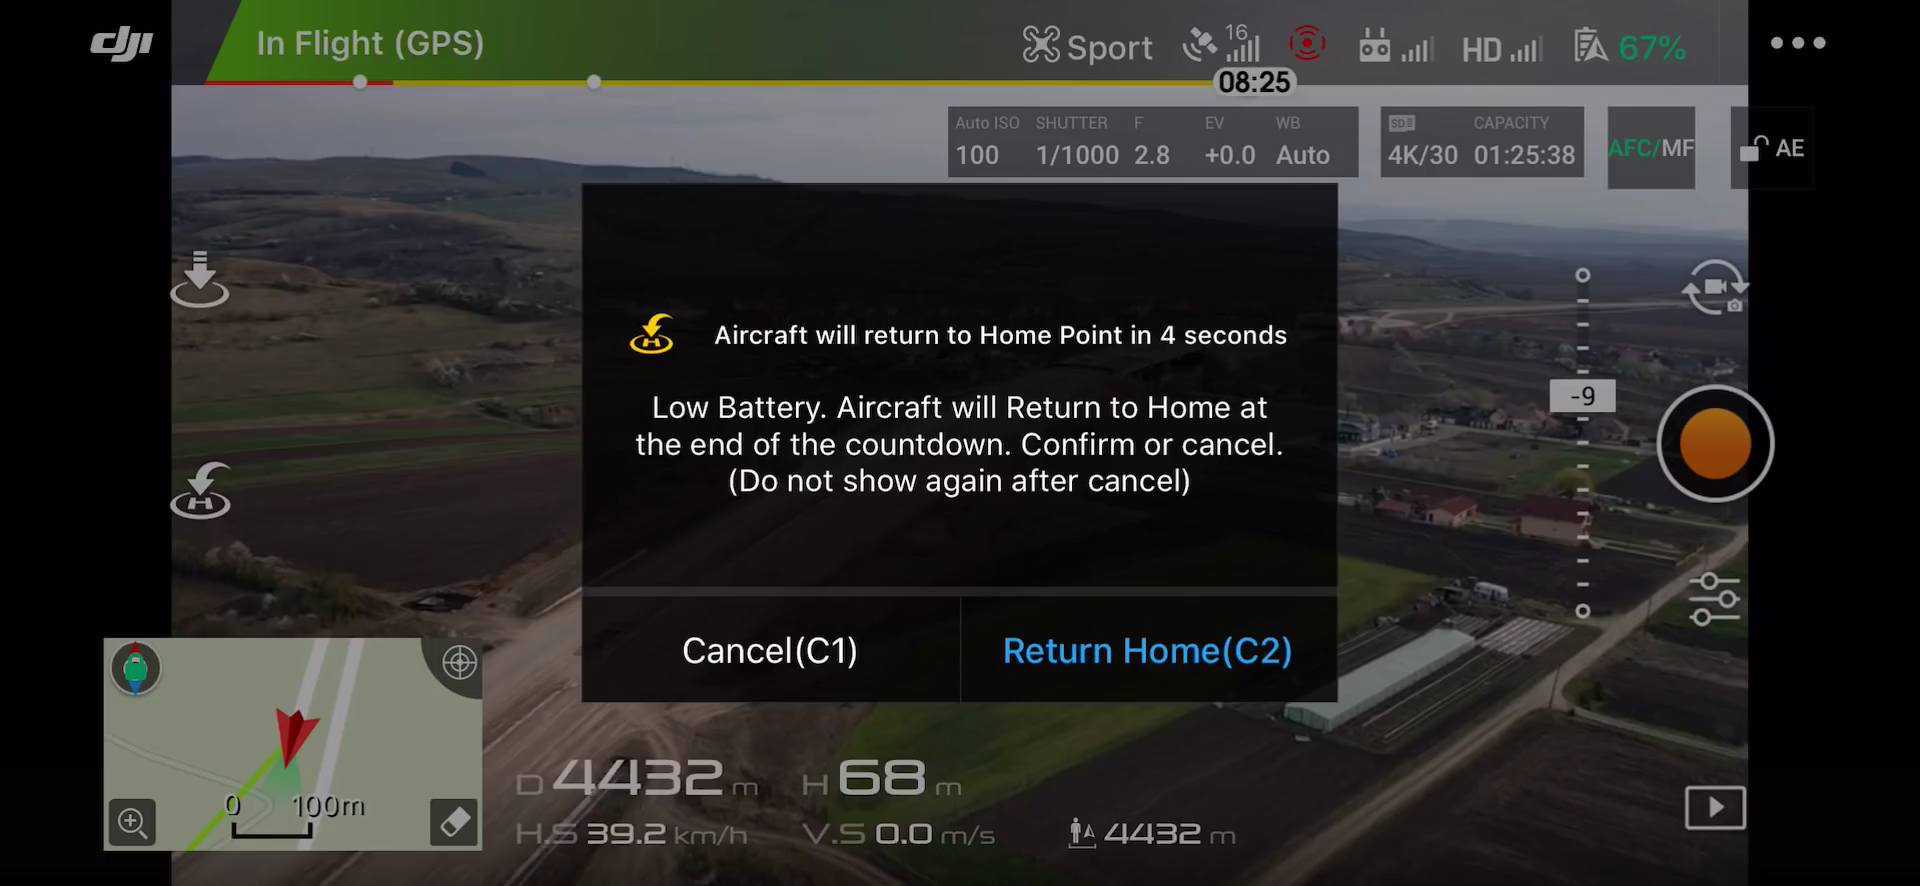 dji
In Flight (GPS)
Sport
16
HD
67%
08:25
Auto ISO SHUTTER F EV WB
100 1/1000 2.8 +0.0 Auto
SD CAPACITY
4K/30 01:25:38
AFC/MF
AE
Aircraft will return to Home Point in 4 seconds
Low Battery. Aircraft will Return to Home at
the end of the countdown. Confirm or cancel.
(Do not show again after cancel)
-9
H
H
Cancel(C1)
Return Home(C2)
0 100m
D 4432 m H 68 m
H.S 39.2 km/h V.S 0.0 m/s 4432 m